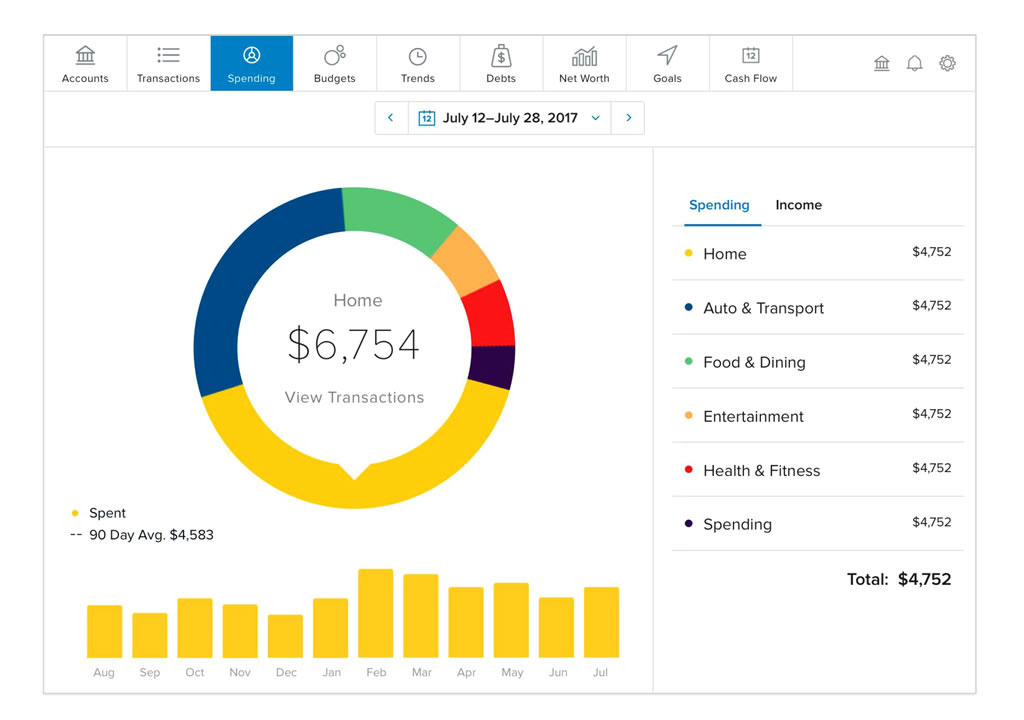 Accounts
Transactions
Spending
Budgets
Trends
$
Debts
Net Worth
Goals
12
Cash Flow
12
July 12–July 28, 2017
Home
$6,754
View Transactions
Spent
-- 90 Day Avg. $4,583
Aug
Sep
Oct
Nov
Dec
Jan
Feb
Mar
Apr
May
Jun
Jul
Spending
Income
Home $4,752
Auto & Transport $4,752
Food & Dining $4,752
Entertainment $4,752
Health & Fitness $4,752
Spending $4,752
Total: $4,752